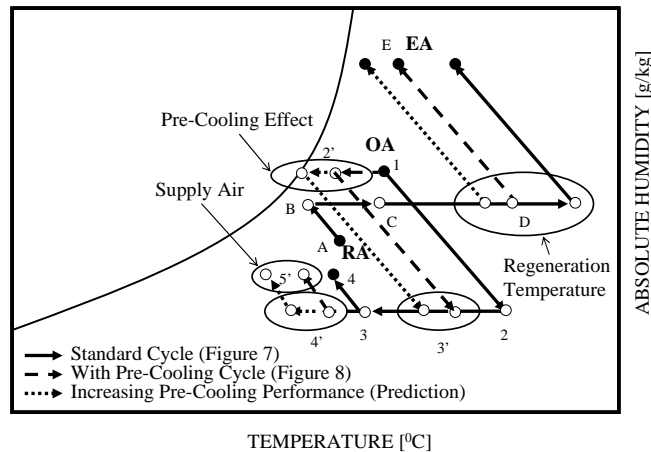 E EA
Pre-Cooling Effect
OA
2' 1
Supply Air
B C D
A
RA
Regeneration
Temperature
5' 4
4' 3 3' 2
Standard Cycle (Figure 7)
With Pre-Cooling Cycle (Figure 8)
Increasing Pre-Cooling Performance (Prediction)
TEMPERATURE [⁰C]
ABSOLUTE HUMIDITY [g/kg]